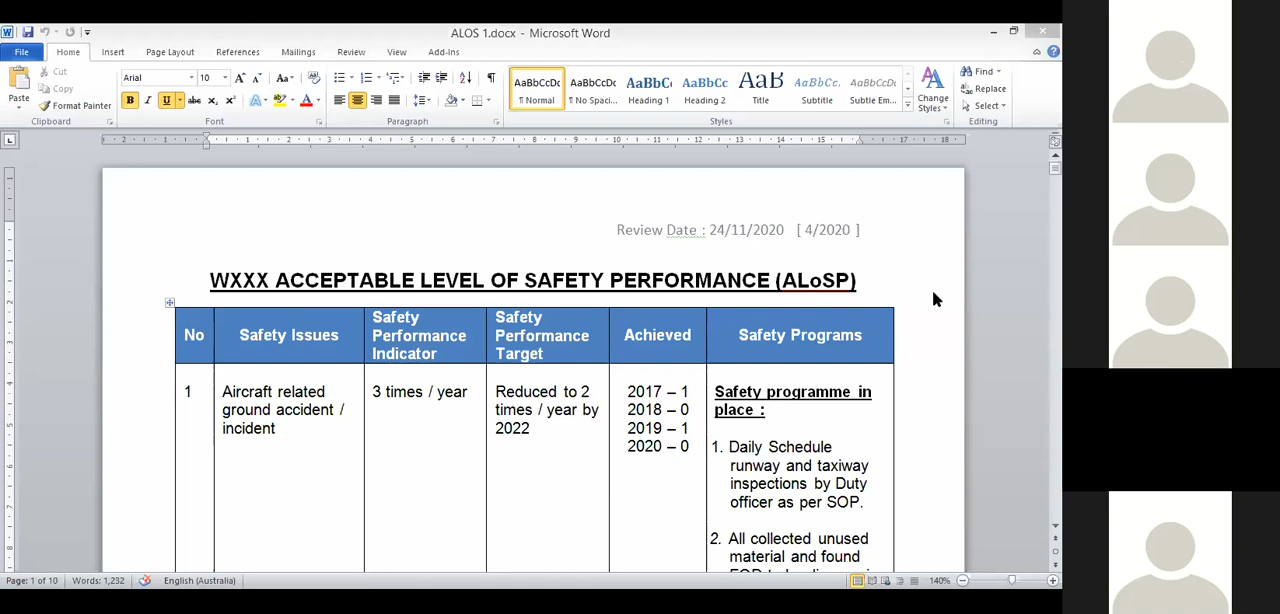 ALOS 1.docx - Microsoft Word
File Home Insert Page Layout References Mailings Review View Add-Ins
Paste
Cut
Copy
Format Painter
Clipboard
Arial 10
Font
Paragraph
AaBbCcDc AaBbCcDc AaBbC AaBbCc AaB AaBbCc. AaBbCcDc
¶ Normal ¶ No Spaci... Heading 1 Heading 2 Title Subtitle Subtle Em...
Change
Styles
Styles
Find
Replace
Select
Editing
Review Date : 24/11/2020 [ 4/2020 ]
WXXX ACCEPTABLE LEVEL OF SAFETY PERFORMANCE (ALoSP)
No
Safety Issues
Safety
Performance
Indicator
Safety
Performance
Target
Achieved
Safety Programs
1
Aircraft related
ground accident /
incident
3 times / year
Reduced to 2
times / year by
2022
2017 – 1
2018 – 0
2019 – 1
2020 – 0
Safety programme in
place :
1. Daily Schedule
runway and taxiway
inspections by Duty
officer as per SOP.
2. All collected unused
material and found
Page: 1 of 10 Words: 1,232 English (Australia) 140%